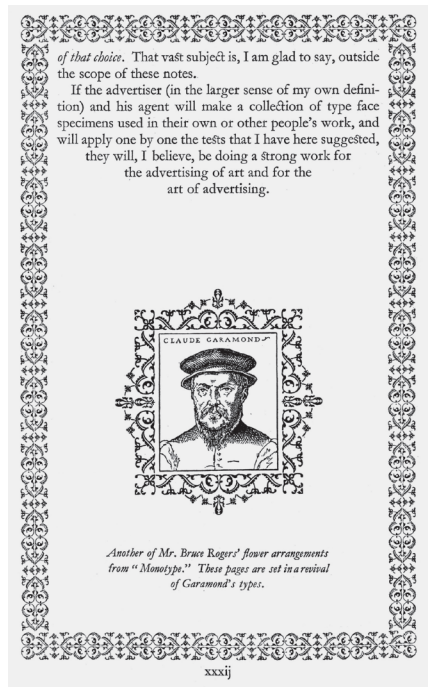 of that choice. That vast subject is, I am glad to say, outside
the scope of these notes.
If the advertiser (in the larger sense of my own defini-
tion) and his agent will make a collection of type face
specimens used in their own or other people's work, and
will apply one by one the tests that I have here suggested,
they will, I believe, be doing a strong work for
the advertising of art and for the
art of advertising.
CLAUDE GARAMOND
Another of Mr. Bruce Rogers' flower arrangements
from "Monotype." These pages are set in a revival
of Garamond's types.
xxxij